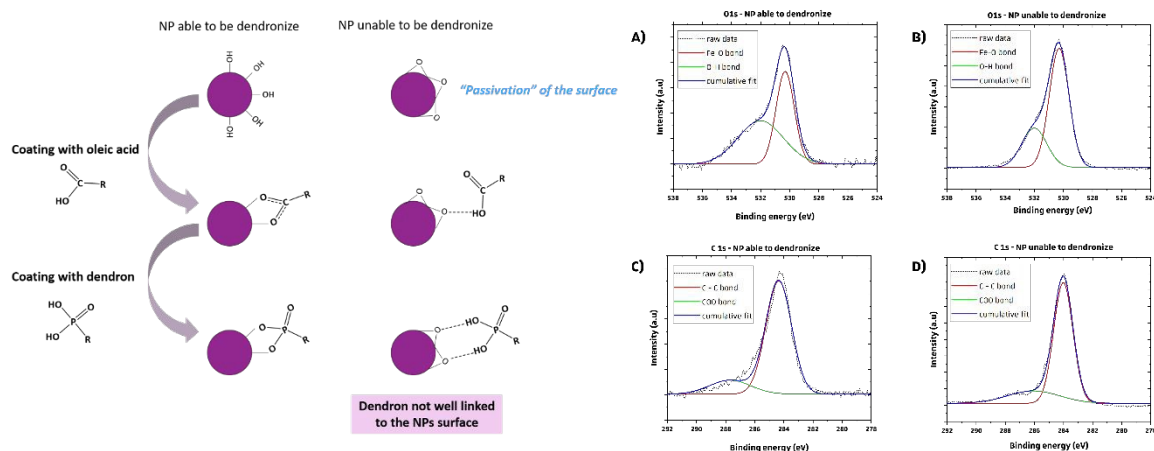 NP able to be dendronize
NP unable to be dendronize
OH
HO
OH
OH
HO
O
O
O
"Passivation" of the surface
Coating with oleic acid
O
C
R
HO
O
C
R
O
O
O
O
O
C
R
HO
Coating with dendron
HO
O
P
HO
R
O
O
P
R
O
O
O
O
HO
P
HO
R
Dendron not well linked
to the NPs surface
A)
O1s - NP able to dendronize
raw data
Fe-O bond
O-H bond
cumulative fit
Intensity (a.u)
538 536 534 532 530 528 526 524
Binding energy (eV)
B)
O1s - NP unable to dendronize
raw data
Fe-O bond
O-H bond
cumulative fit
Intensity (a.u)
538 536 534 532 530 528 526 524
Binding energy (eV)
C)
C 1s - NP able to dendronize
raw data
C - C bond
COO bond
cumulative fit
Intensity (a.u)
292 290 288 286 284 282 280 278
Binding energy (eV)
D)
C 1s - NP unable to dendronize
raw data
C - C bond
COO bond
cumulative fit
Intensity (a.u)
292 290 288 286 284 282 280 278
Binding energy (eV)